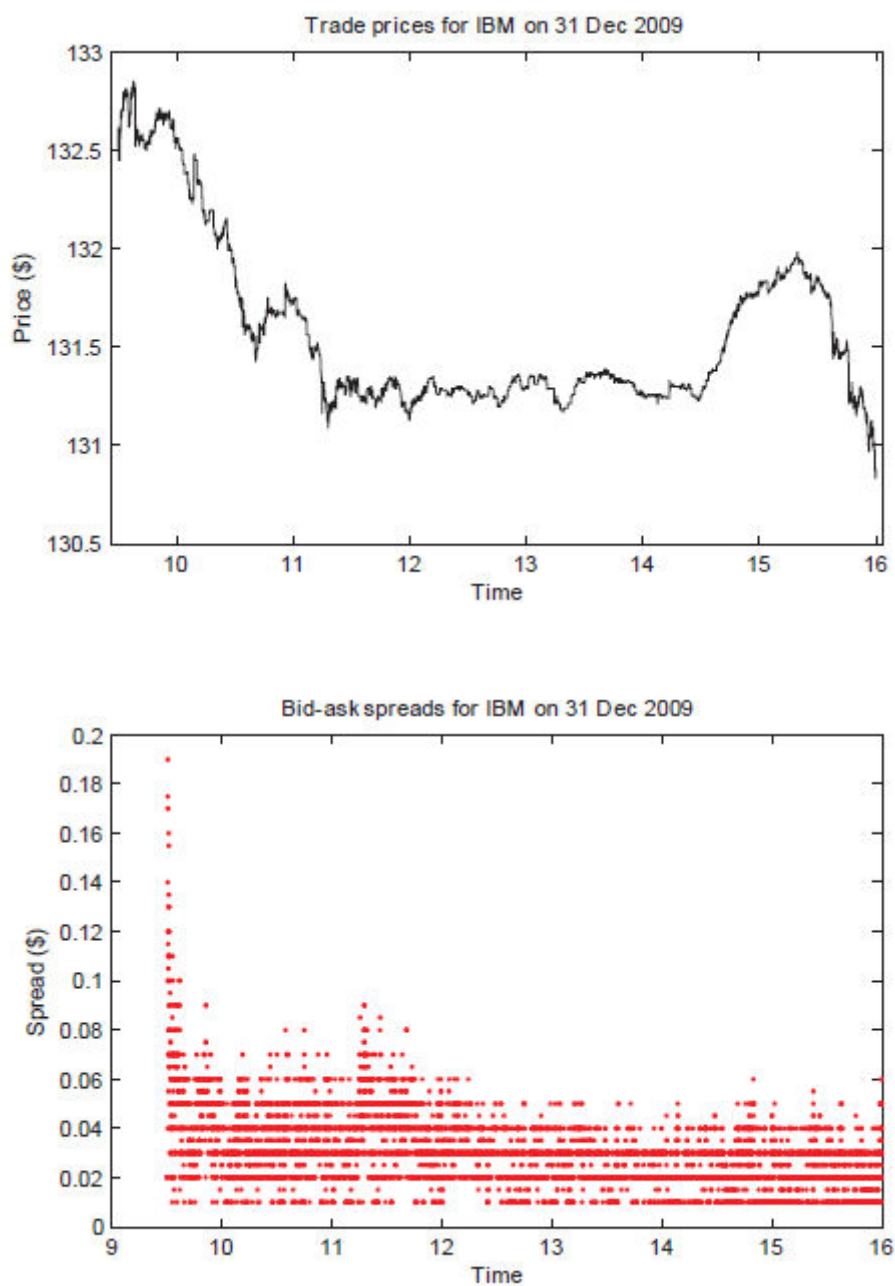 Trade prices for IBM on 31 Dec 2009
133
132.5
132
131.5
131
130.5
Price ($)
10 11 12 13 14 15 16
Time
Bid-ask spreads for IBM on 31 Dec 2009
0.2
0.18
0.16
0.14
0.12
0.1
0.08
0.06
0.04
0.02
0
Spread ($)
9 10 11 12 13 14 15 16
Time